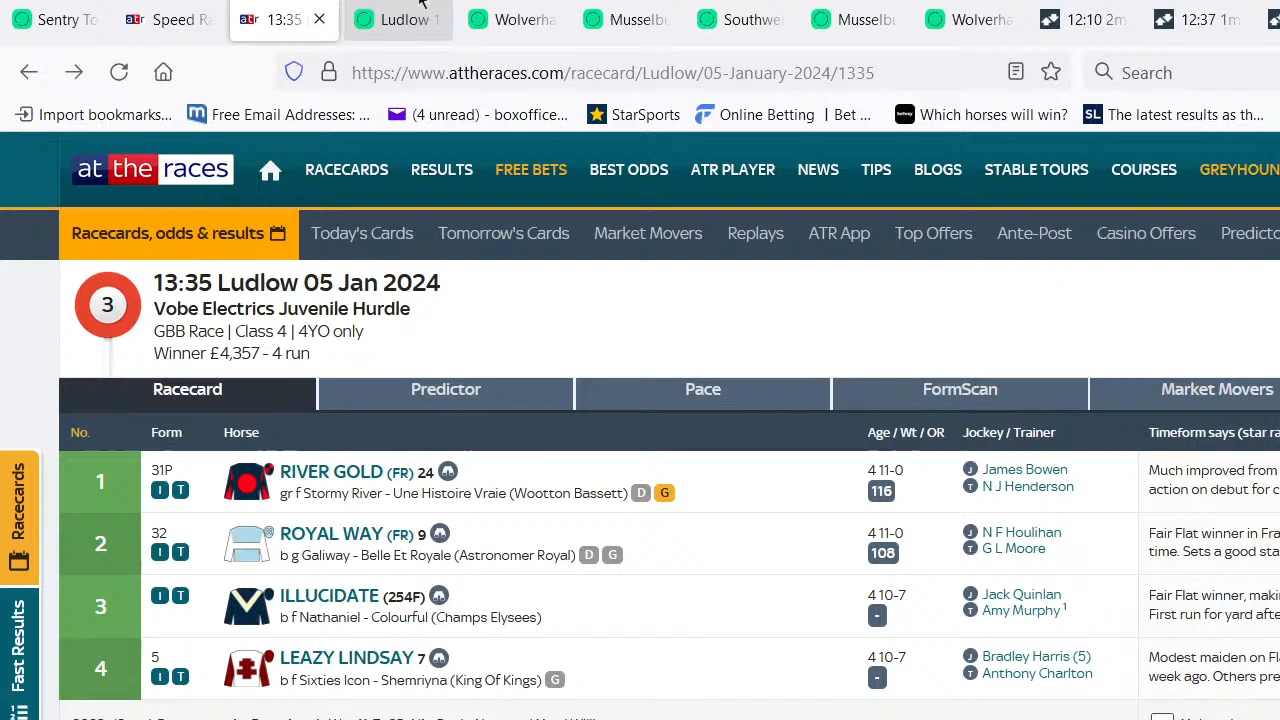 Sentry To
atr Speed Ra
atr 13:35
Ludlow 1
Wolverha
Musselbu
Southwe
Musselbu
Wolverha
12:10 2m
12:37 1m
https://www.attheraces.com/racecard/Ludlow/05-January-2024/1335
Search
Import bookmarks...
Free Email Addresses: ...
(4 unread) - boxoffice...
StarSports
Online Betting | Bet ...
Which horses will win?
SL The latest results as th...
at the races
RACECARDS RESULTS FREE BETS BEST ODDS ATR PLAYER NEWS TIPS BLOGS STABLE TOURS COURSES GREYHOUN
Racecards, odds & results Today's Cards Tomorrow's Cards Market Movers Replays ATR App Top Offers Ante-Post Casino Offers Predicto
3
13:35 Ludlow 05 Jan 2024
Vobe Electrics Juvenile Hurdle
GBB Race | Class 4 | 4YO only
Winner £4,357 - 4 run
Racecard Predictor Pace FormScan Market Movers
No. Form Horse Age / Wt / OR Jockey / Trainer Timeform says (star ra
1 31P I T RIVER GOLD (FR) 24
gr f Stormy River - Une Histoire Vraie (Wootton Bassett) D G
4 11-0
116
J James Bowen
T N J Henderson
Much improved from
action on debut for c
2 32 I T ROYAL WAY (FR) 9
b g Galiway - Belle Et Royale (Astronomer Royal) D G
4 11-0
108
J N F Houlihan
T G L Moore
Fair Flat winner in Fra
time. Sets a good sta
3 I T ILLUCIDATE (254F)
b f Nathaniel - Colourful (Champs Elysees)
4 10-7
-
J Jack Quinlan
T Amy Murphy 1
Fair Flat winner, makin
First run for yard afte
4 5 I T LEAZY LINDSAY 7
b f Sixties Icon - Shemriyna (King Of Kings) G
4 10-7
-
J Bradley Harris (5)
T Anthony Charlton
Modest maiden on Fl
week ago. Others pre
Racecards
Fast Results